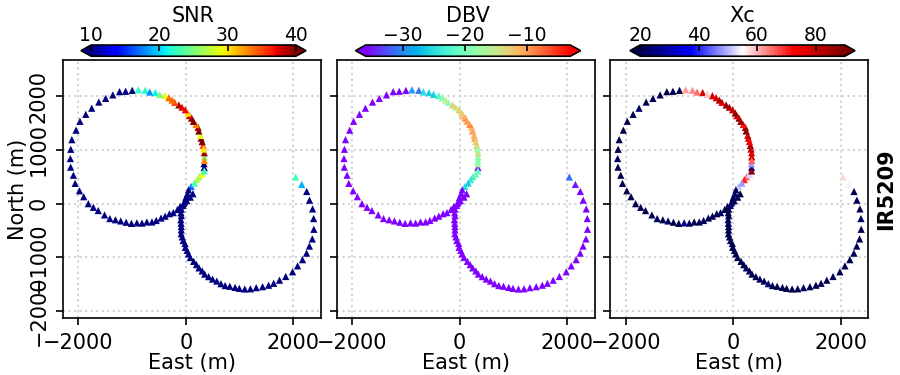 SNR
DBV
Xc
10 20 30 40
−30 −20 −10
20 40 60 80
North (m)
2000
1000
0
−1000
−2000
IR5209
−2000 0 2000
−2000 0 2000
−2000 0 2000
East (m)
East (m)
East (m)